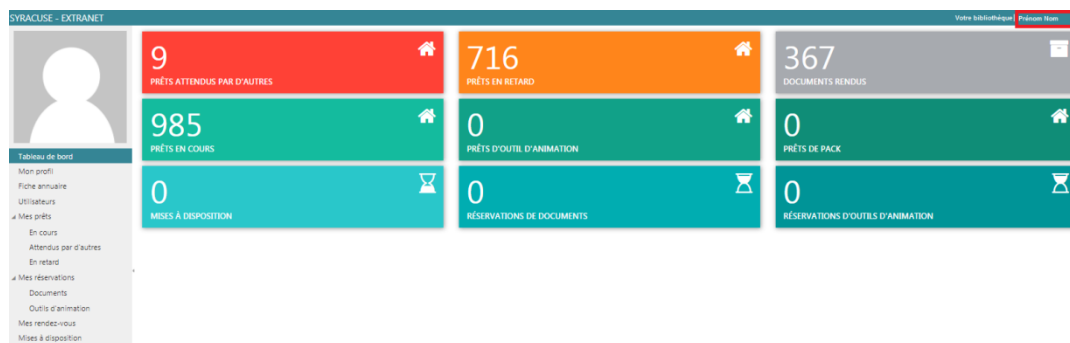 SYRACUSE - EXTRANET
Votre bibliothèque| Prénom Nom
9
PRÊTS ATTENDUS PAR D'AUTRES
716
PRÊTS EN RETARD
367
DOCUMENTS RENDUS
985
PRÊTS EN COURS
0
PRÊTS D'OUTIL D'ANIMATION
0
PRÊTS DE PACK
0
MISES À DISPOSITION
0
RÉSERVATIONS DE DOCUMENTS
0
RÉSERVATIONS D'OUTILS D'ANIMATION
Tableau de bord
Mon profil
Fiche annuaire
Utilisateurs
Mes prêts
En cours
Attendus par d'autres
En retard
Mes réservations
Documents
Outils d'animation
Mes rendez-vous
Mises à disposition